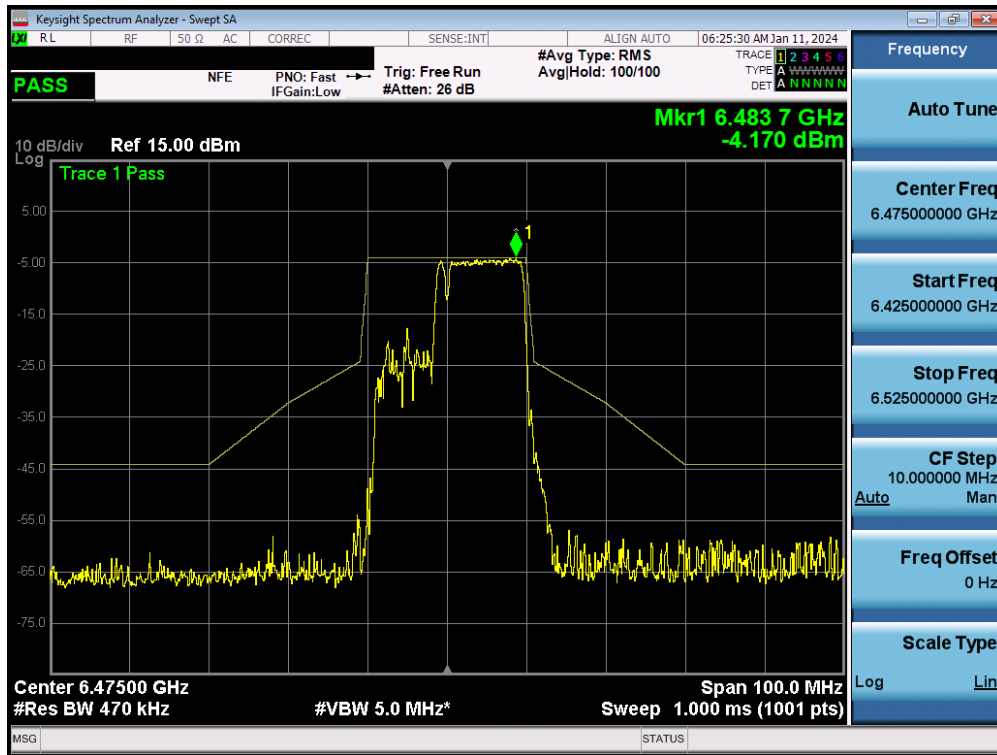 Keysight Spectrum Analyzer - Swept SA
LXI RL RF 50 Ω AC CORREC SENSE:INT ALIGN AUTO 06:25:30 AM Jan 11, 2024
PASS
NFE PNO: Fast Trig: Free Run #Avg Type: RMS TRACE 1 2 3 4 5 6
IFGain:Low #Atten: 26 dB Avg|Hold: 100/100 TYPE A WWWWWWW
DET A N N N N N
Mkr1 6.483 7 GHz
-4.170 dBm
10 dB/div Ref 15.00 dBm
Log
Trace 1 Pass
5.00
1
-5.00
-15.0
-25.0
-35.0
-45.0
-55.0
-65.0
-75.0
Center 6.47500 GHz Span 100.0 MHz
#Res BW 470 kHz #VBW 5.0 MHz* Sweep 1.000 ms (1001 pts)
MSG STATUS
Frequency
Auto Tune
Center Freq
6.475000000 GHz
Start Freq
6.425000000 GHz
Stop Freq
6.525000000 GHz
CF Step
10.000000 MHz
Auto Man
Freq Offset
0 Hz
Scale Type
Log Lin